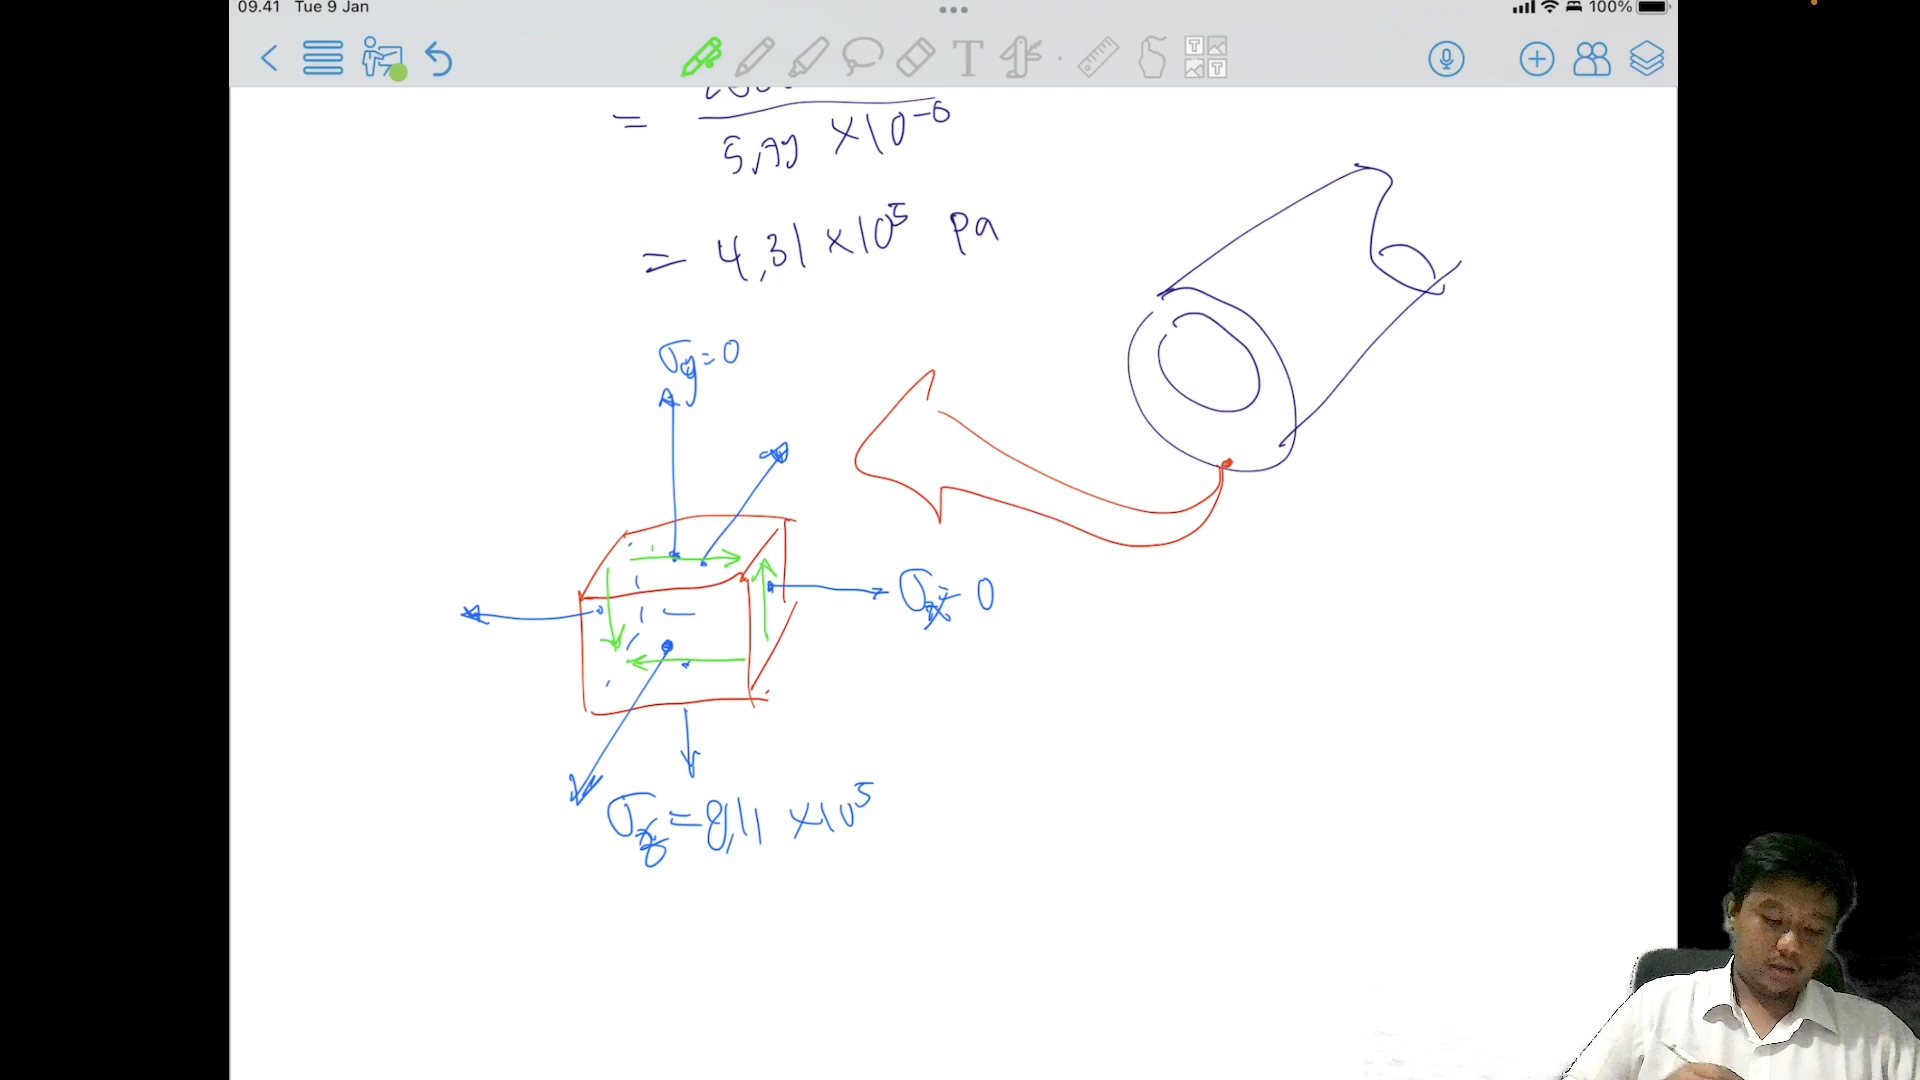 09.41 Tue 9 Jan
100%
T
=
5,79 × 10⁻⁶
= 4,31 × 10⁵ Pa
σy = 0
σx = 0
σz = 8,11 × 10⁵